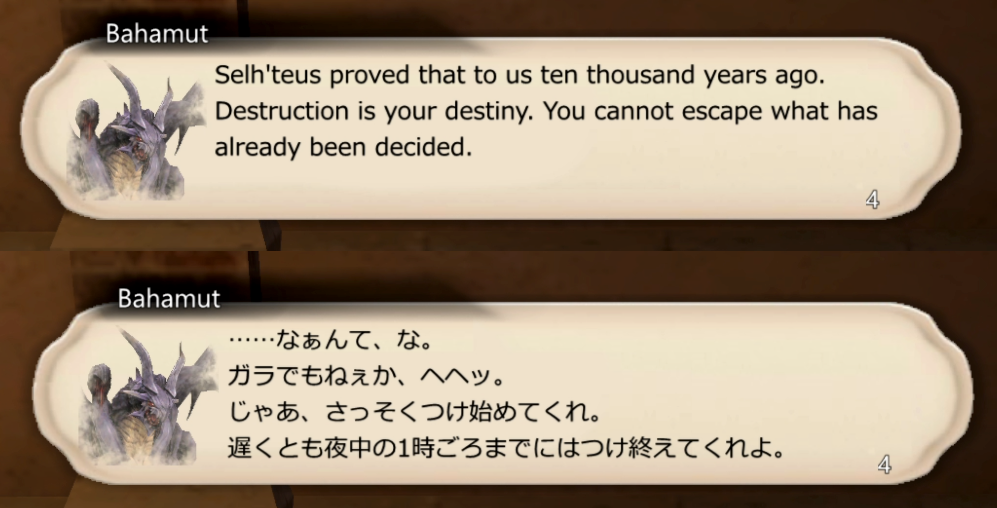 Bahamut
Selh'teus proved that to us ten thousand years ago.
Destruction is your destiny. You cannot escape what has
already been decided.
4
Bahamut
……なぁんて、な。
ガラでもねぇか、へヘッ。
じゃあ、さっそくつけ始めてくれ。
遅くとも夜中の1時ごろまでにはつけ終えてくれよ。
4